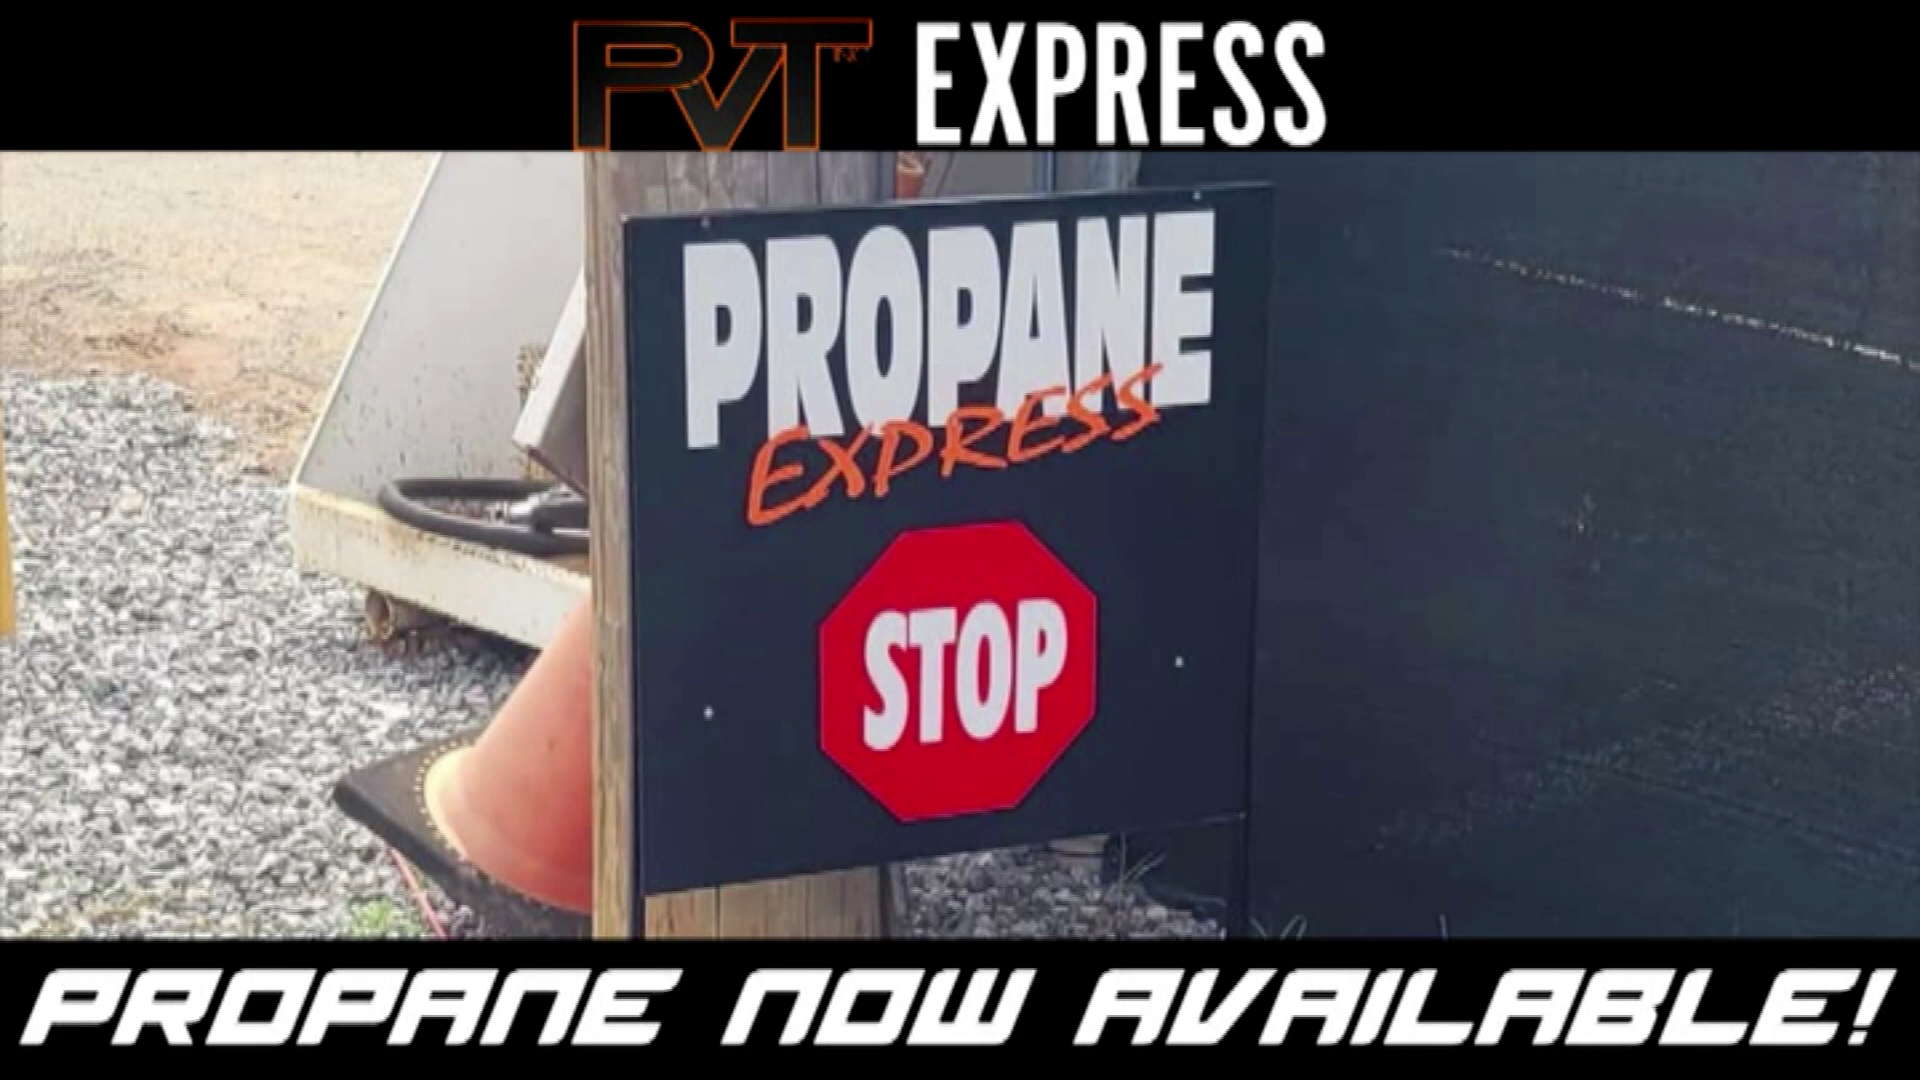 PVT EXPRESS
PROPANE
EXPRESS
STOP
PROPANE NOW AVAILABLE!